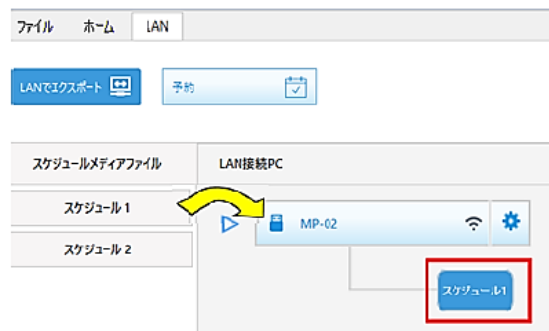 ファイル ホーム LAN
LANでエクスポート 予約
スケジュールメディアファイル LAN接続PC
スケジュール 1
MP-02
スケジュール 2
スケジュール1